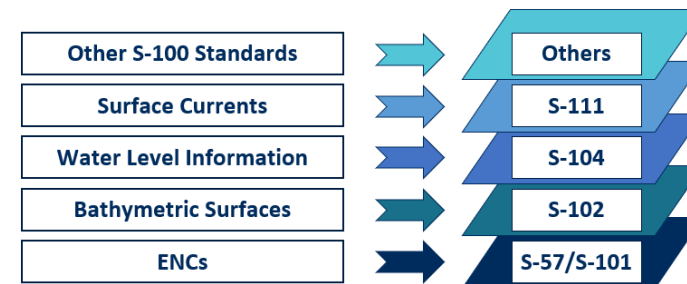 Other S-100 Standards
Others
Surface Currents
S-111
Water Level Information
S-104
Bathymetric Surfaces
S-102
ENCs
S-57/S-101